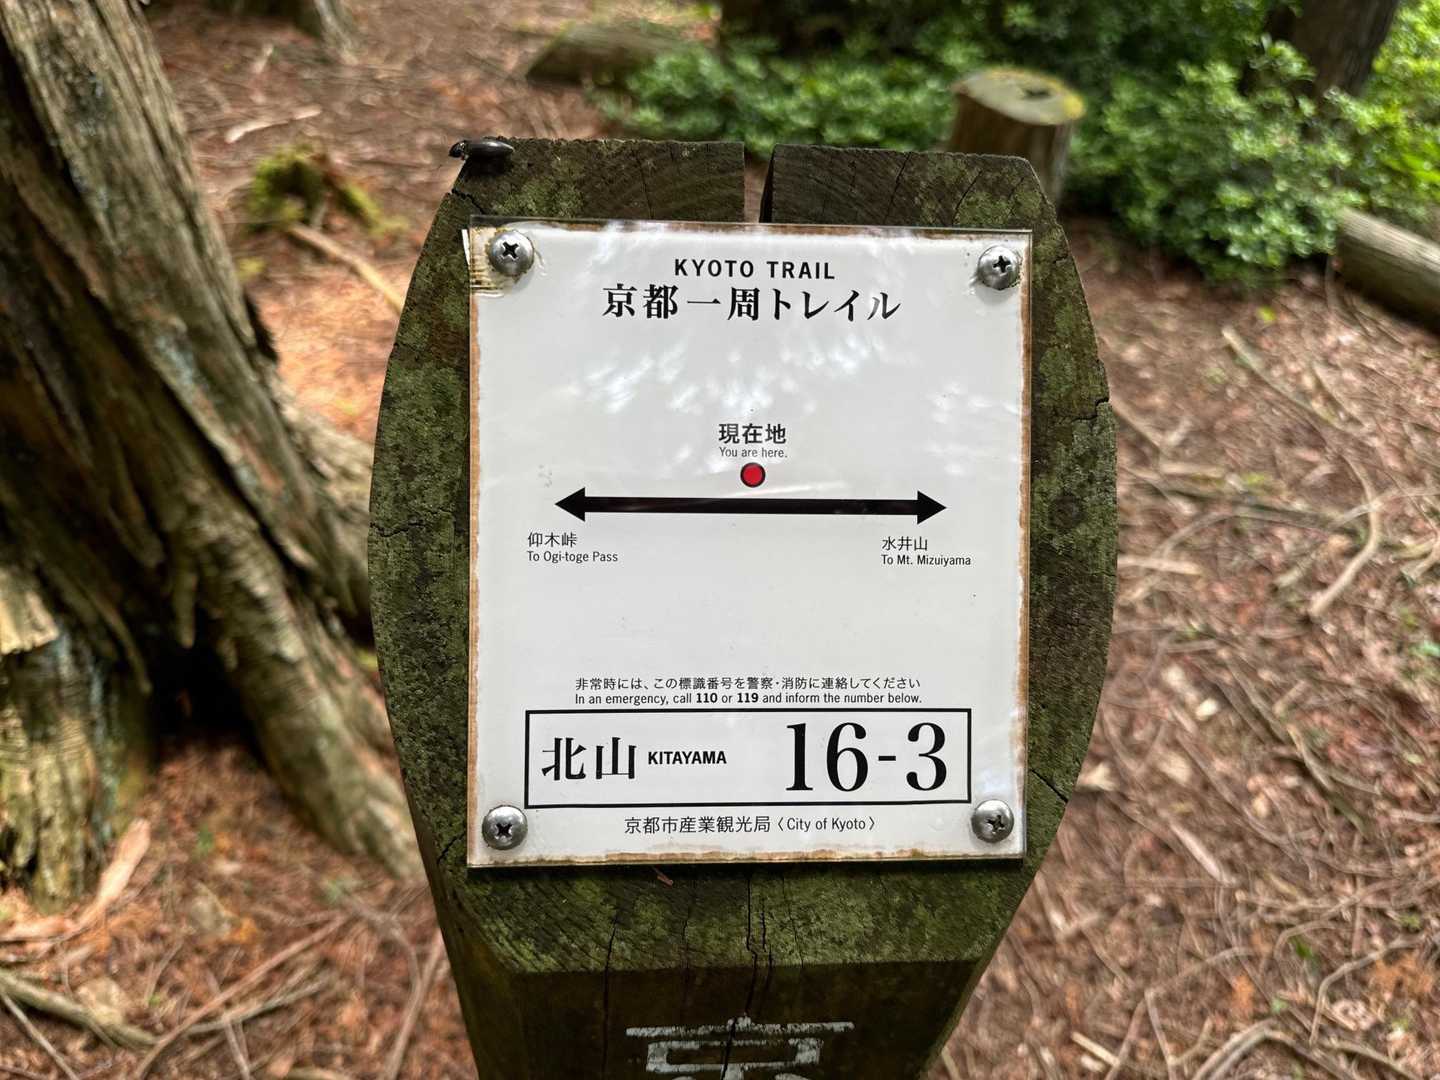 KYOTO TRAIL
京都一周トレイル
現在地
You are here.
仰木峠
To Ogi-toge Pass
水井山
To Mt. Mizuiyama
非常時には、この標識番号を警察・消防に連絡してください
In an emergency, call 110 or 119 and inform the number below.
北山 KITAYAMA 16-3
京都市産業観光局〈City of Kyoto〉
京